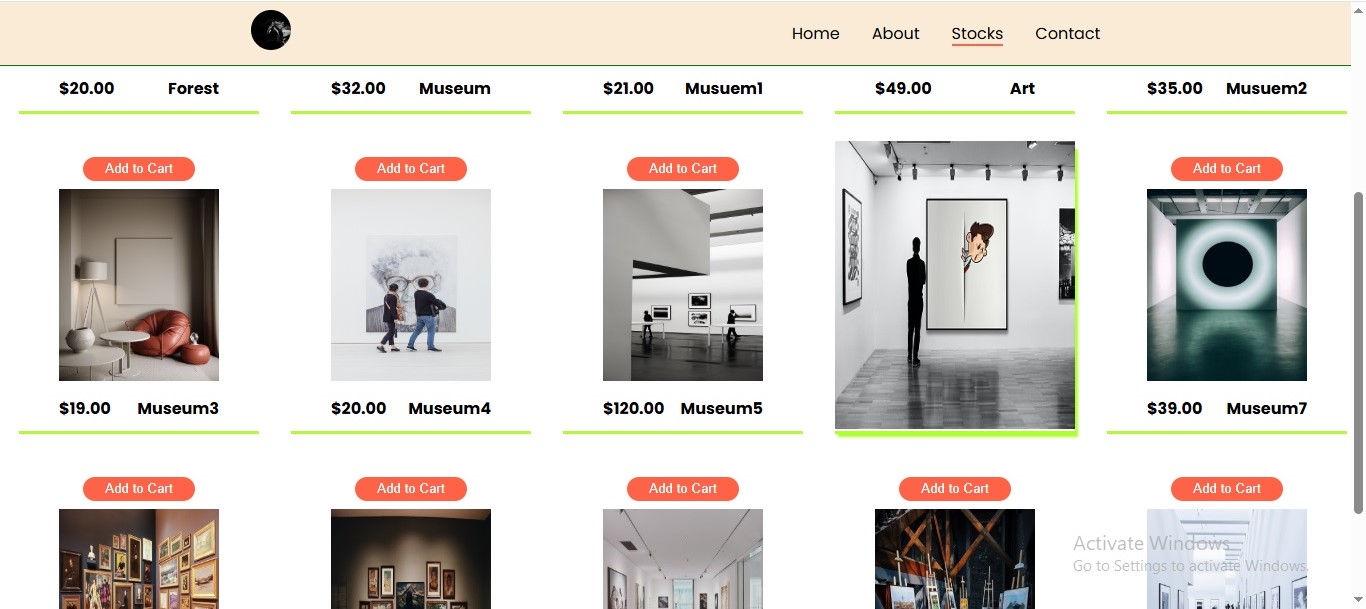 Home About Stocks Contact
$20.00 Forest
$32.00 Museum
$21.00 Musuem1
$49.00 Art
$35.00 Musuem2
Add to Cart
Add to Cart
Add to Cart
Add to Cart
$19.00 Museum3
$20.00 Museum4
$120.00 Museum5
$39.00 Museum7
Add to Cart
Add to Cart
Add to Cart
Add to Cart
Add to Cart
Activate Windows
Go to Settings to activate Windows.